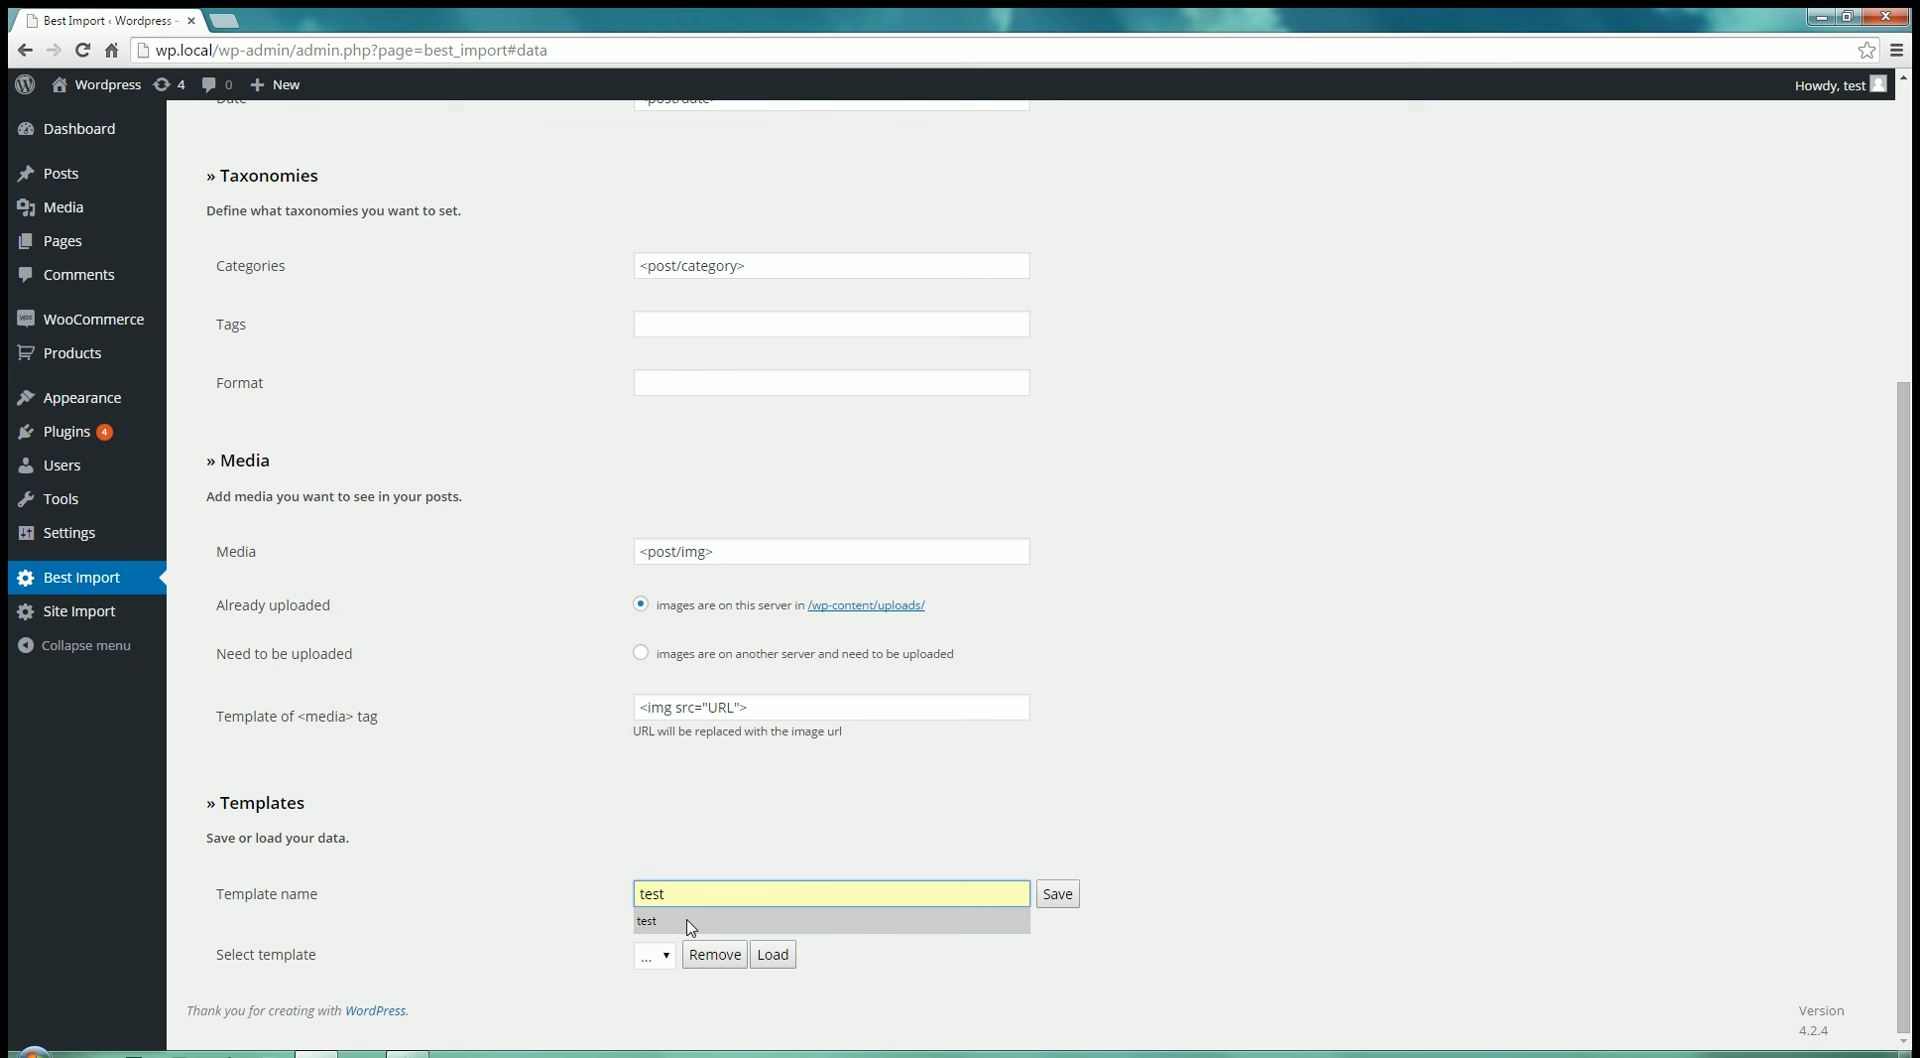 Best Import ‹ Wordpress -
wp.local/wp-admin/admin.php?page=best_import#data
Wordpress 4 0 New
Howdy, test
Dashboard
Posts
Media
Pages
Comments
WooCommerce
Products
Appearance
Plugins 4
Users
Tools
Settings
Best Import
Site Import
Collapse menu
Date <post/date>
» Taxonomies
Define what taxonomies you want to set.
Categories <post/category>
Tags
Format
» Media
Add media you want to see in your posts.
Media <post/img>
Already uploaded images are on this server in /wp-content/uploads/
Need to be uploaded images are on another server and need to be uploaded
Template of <media> tag <img src="URL">
URL will be replaced with the image url
» Templates
Save or load your data.
Template name test Save
test
Select template ... Remove Load
Thank you for creating with WordPress.
Version
4.2.4